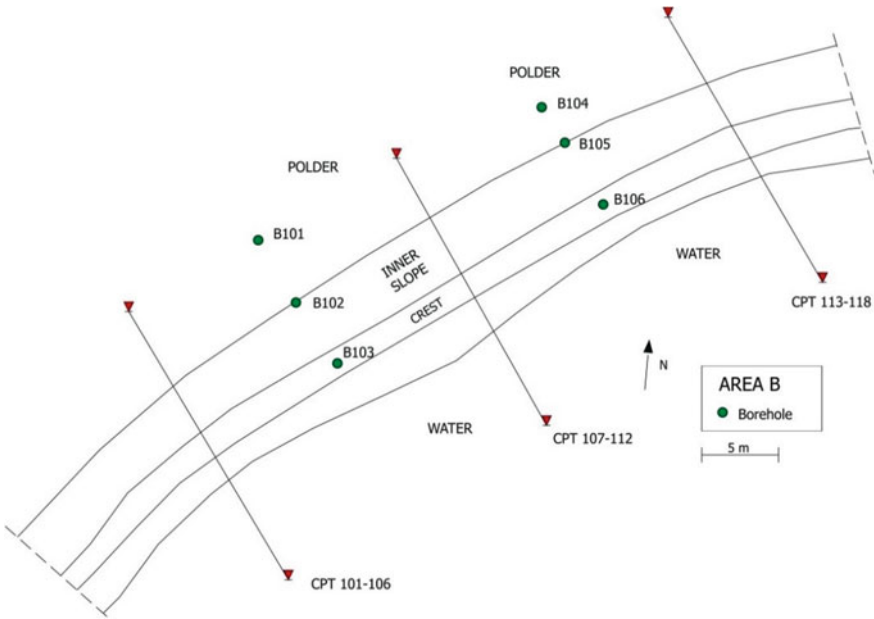 POLDER
B104
B105
POLDER
B106
B101
INNER
SLOPE
WATER
B102
CREST
CPT 113-118
B103
N
AREA B
Borehole
WATER
CPT 107-112
5 m
CPT 101-106